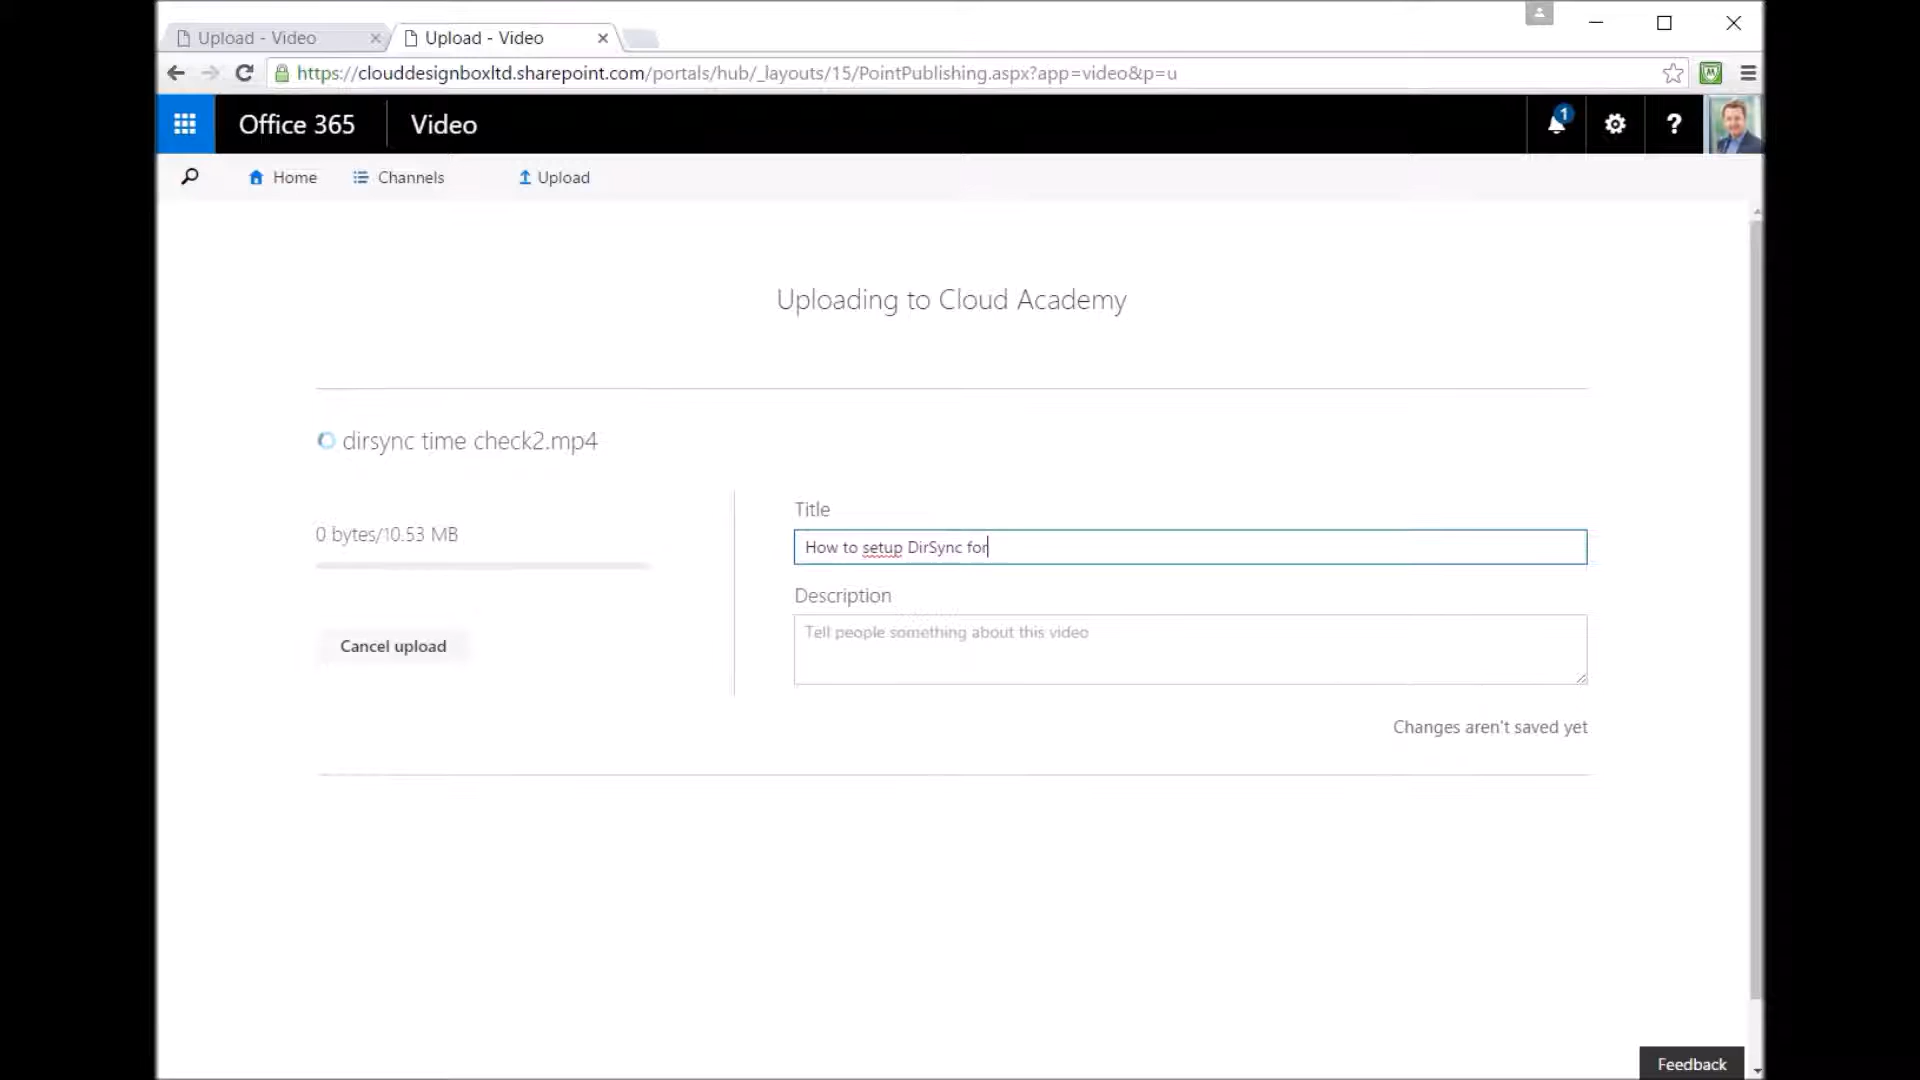 Upload - Video
Upload - Video
https://clouddesignboxltd.sharepoint.com/portals/hub/_layouts/15/PointPublishing.aspx?app=video&p=u
Office 365
Video
1
?
Home
Channels
Upload
Uploading to Cloud Academy
dirsync time check2.mp4
0 bytes/10.53 MB
Cancel upload
Title
How to setup DirSync for
Description
Tell people something about this video
Changes aren't saved yet
Feedback